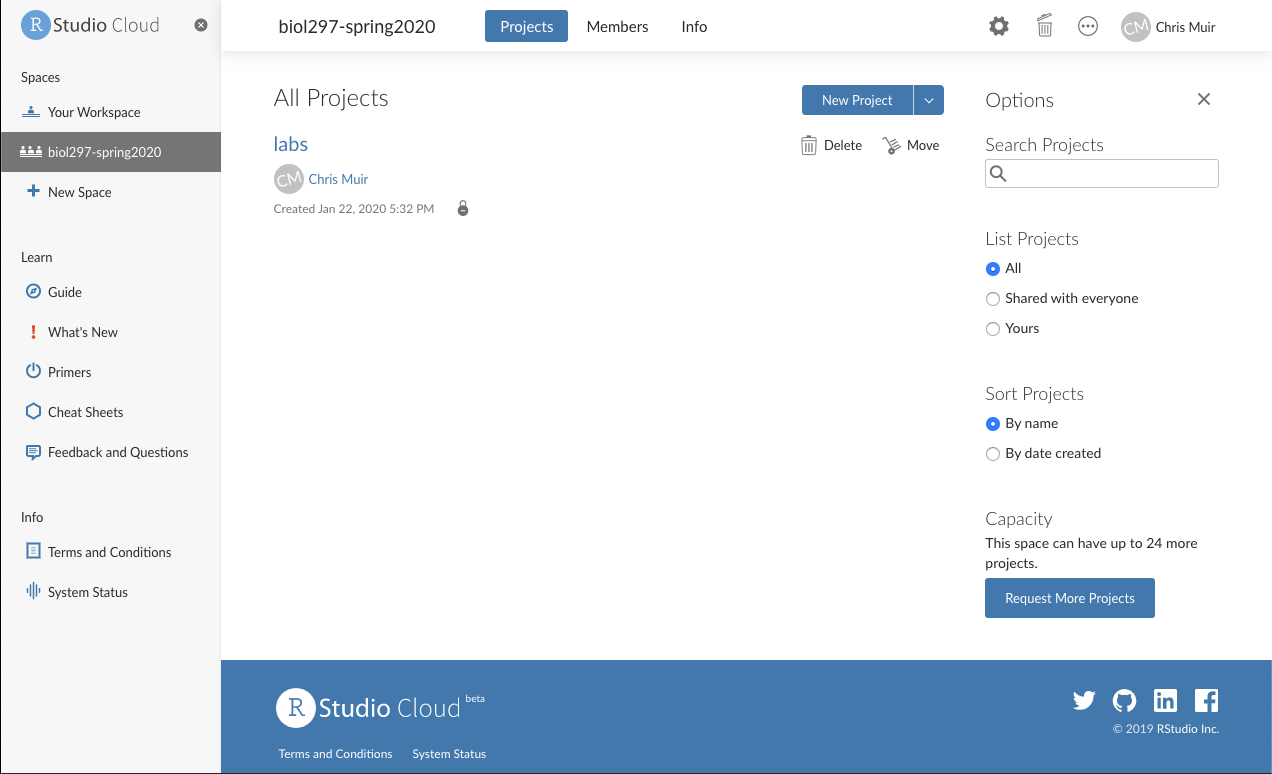 R Studio Cloud
Spaces
Your Workspace
biol297-spring2020
New Space
Learn
Guide
What's New
Primers
Cheat Sheets
Feedback and Questions
Info
Terms and Conditions
System Status
biol297-spring2020
Projects
Members
Info
CM
Chris Muir
All Projects
New Project
labs
Delete
Move
CM
Chris Muir
Created Jan 22, 2020 5:32 PM
Options
Search Projects
List Projects
All
Shared with everyone
Yours
Sort Projects
By name
By date created
Capacity
This space can have up to 24 more
projects.
Request More Projects
R Studio Cloud beta
Terms and Conditions
System Status
© 2019 RStudio Inc.